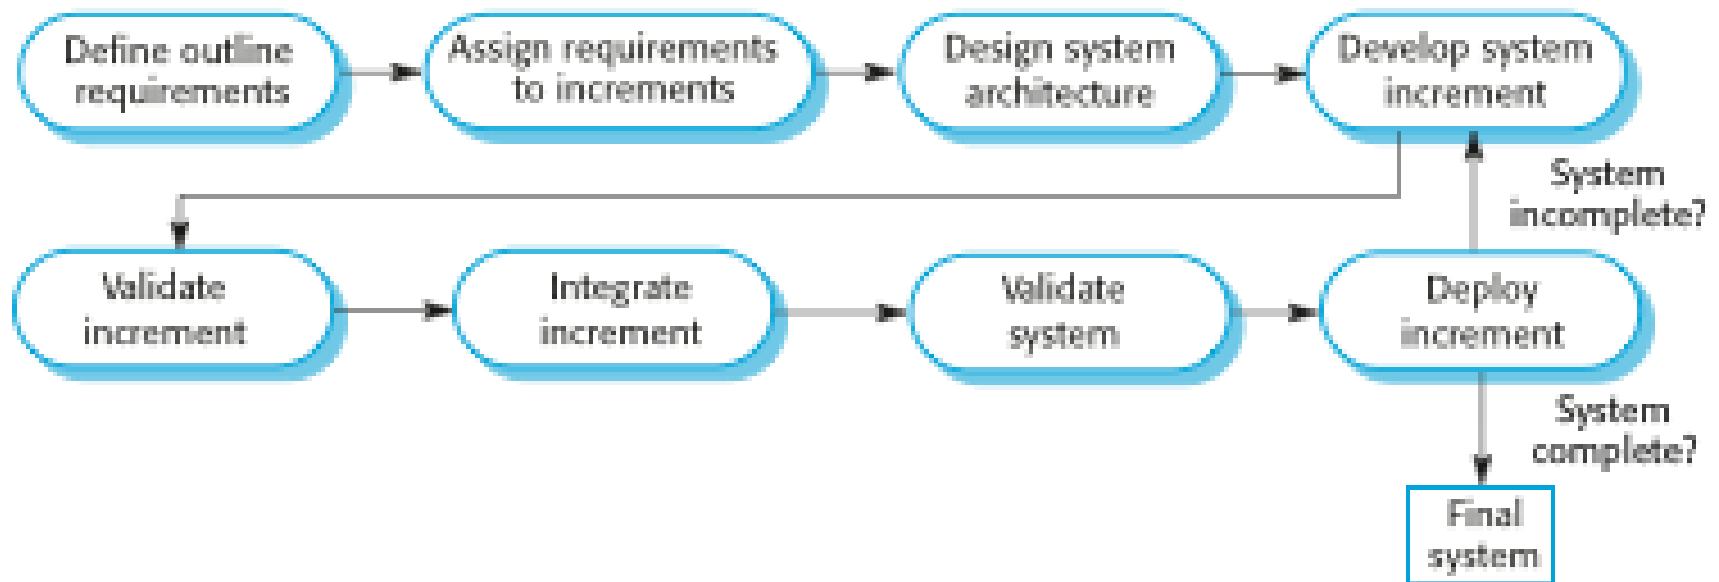 Define outline
requirements
Assign requirements
to increments
Design system
architecture
Develop system
increment
System
incomplete?
Validate
increment
Integrate
increment
Validate
system
Deploy
increment
System
complete?
Final
system